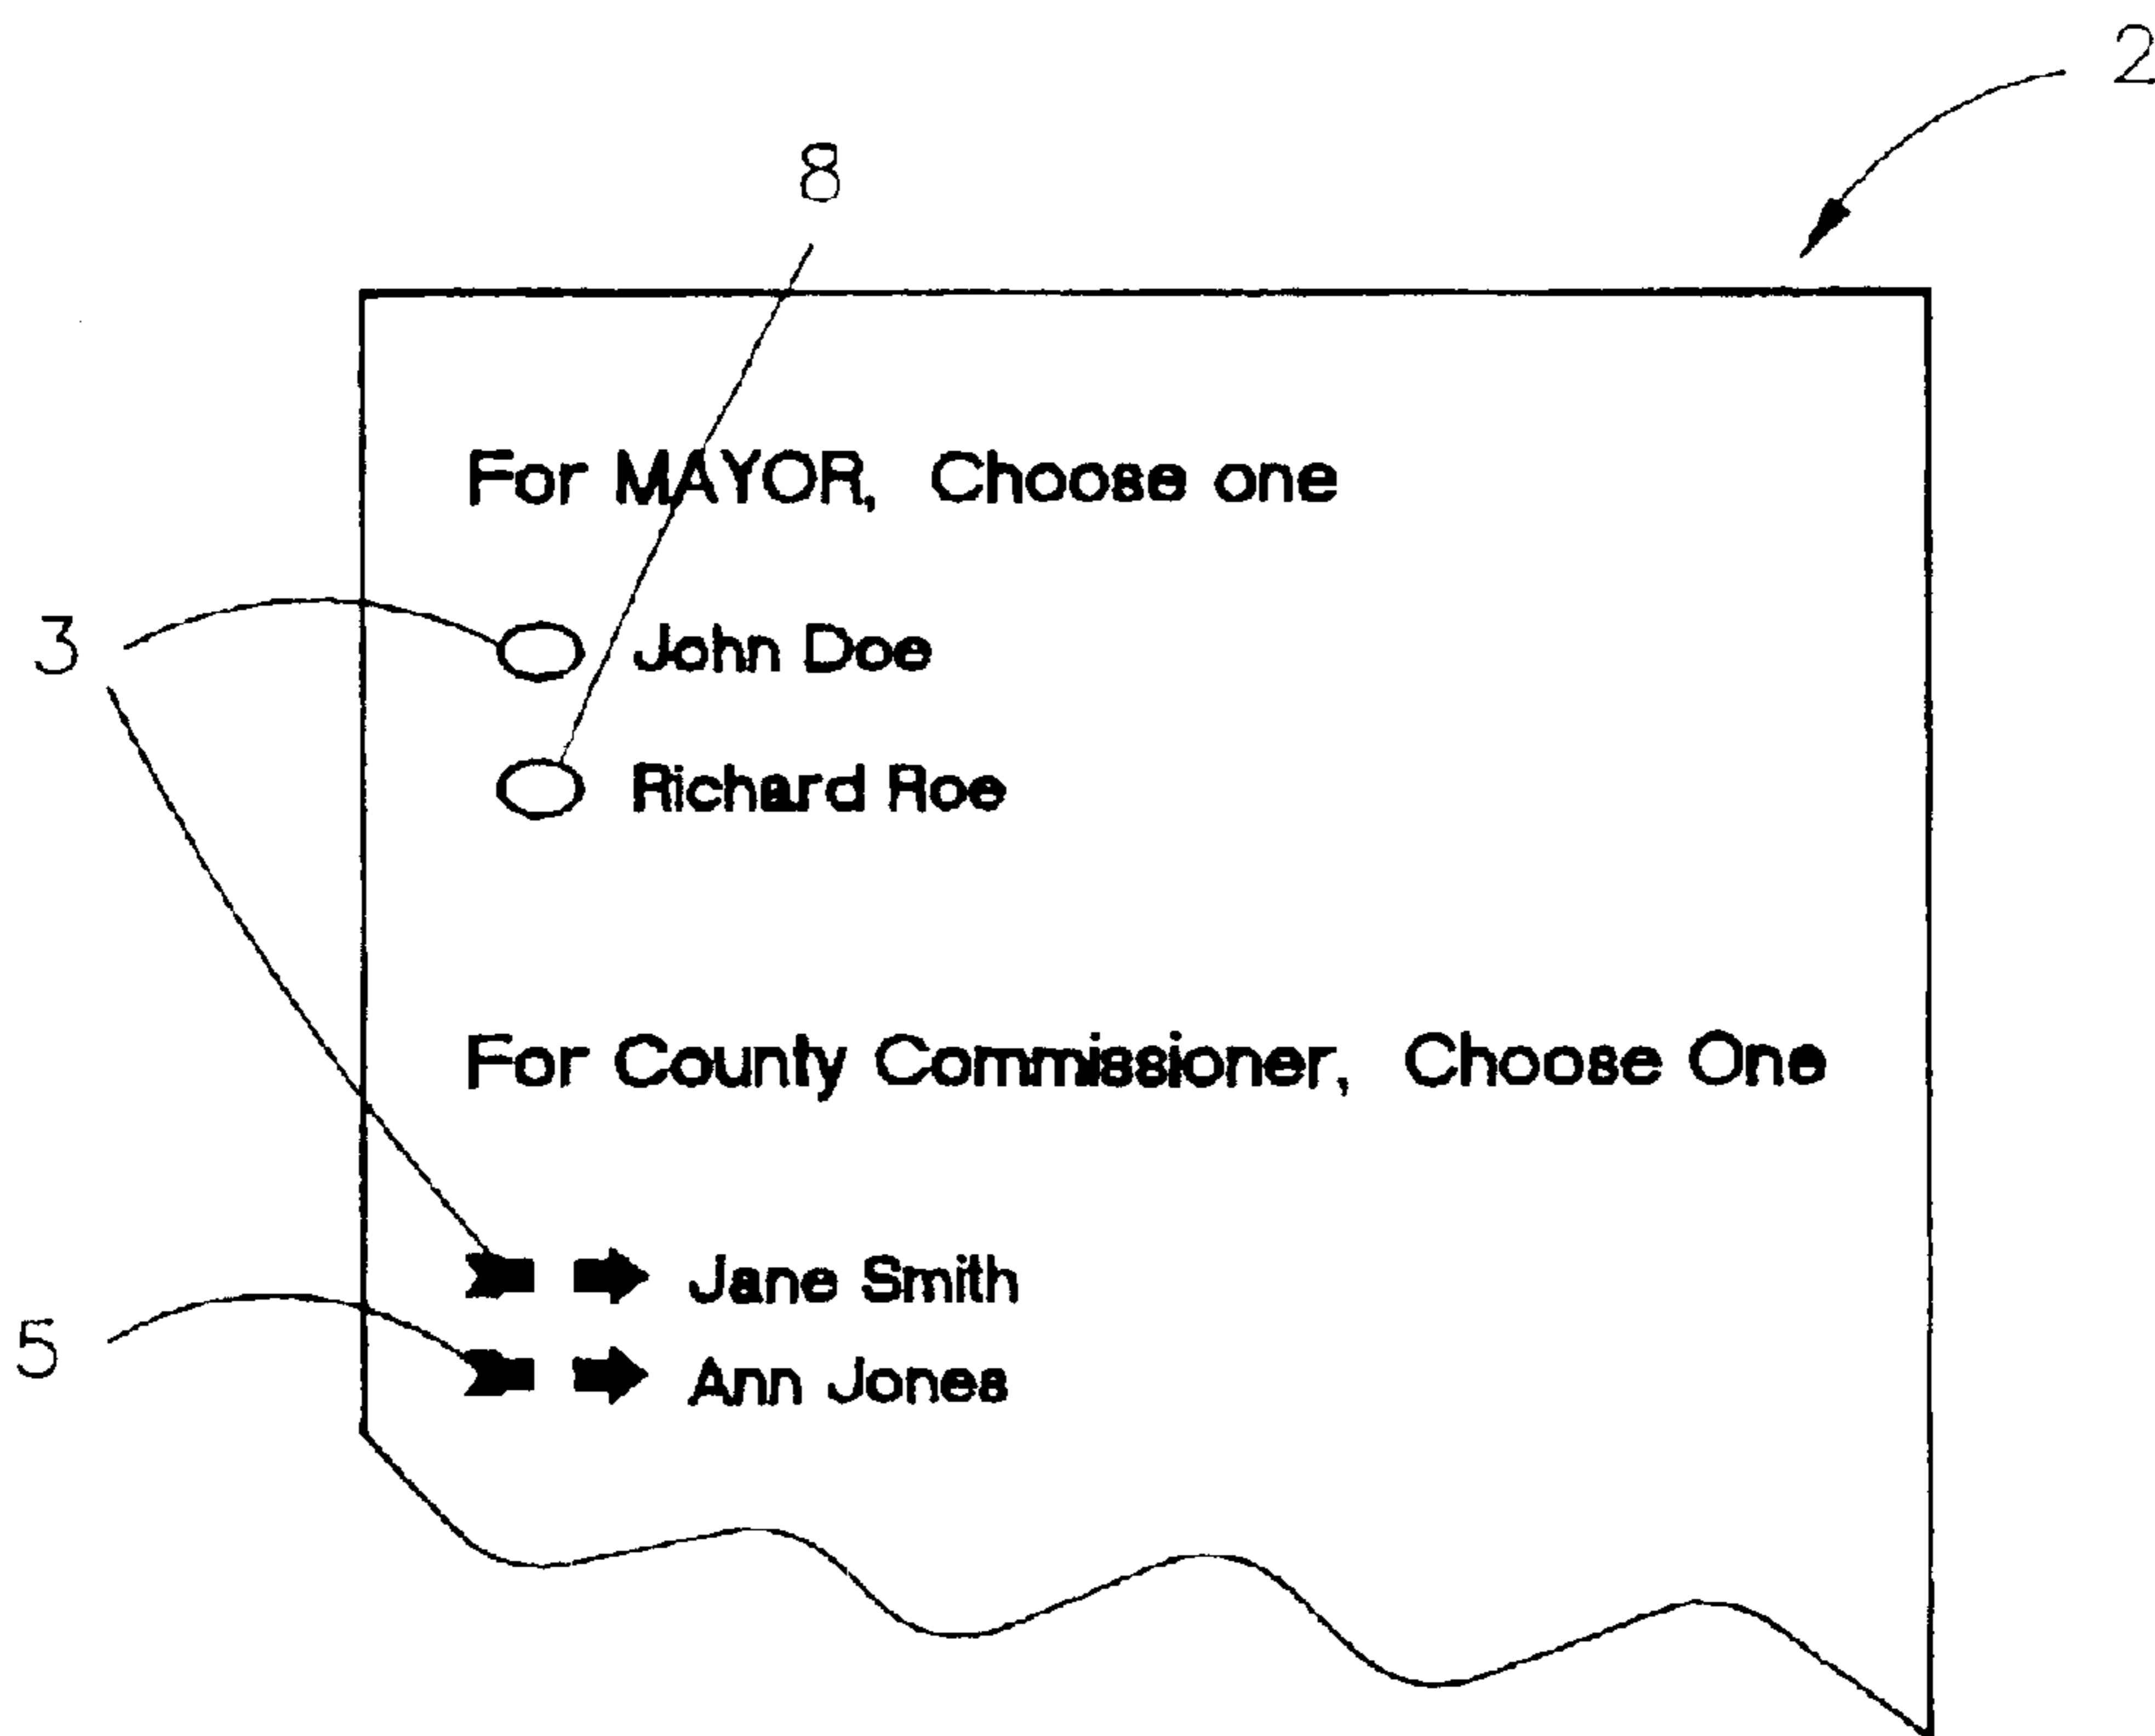 2
8
For MAYOR, Choose one
3
John Doe
Richard Roe
For County Commissioner, Choose One
Jane Smith
5
Ann Jones